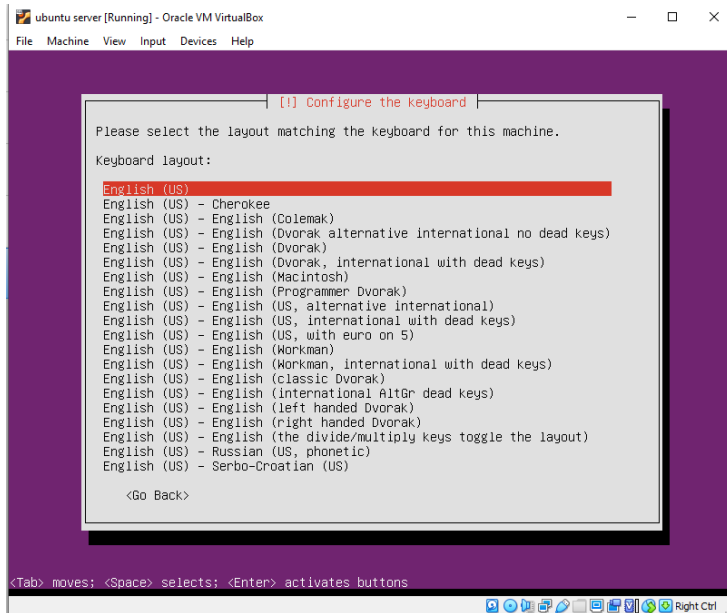 ubuntu server [Running] - Oracle VM VirtualBox
File Machine View Input Devices Help
[!] Configure the keyboard
Please select the layout matching the keyboard for this machine.
Keyboard layout:
English (US)
English (US) - Cherokee
English (US) - English (Colemak)
English (US) - English (Dvorak alternative international no dead keys)
English (US) - English (Dvorak)
English (US) - English (Dvorak, international with dead keys)
English (US) - English (Macintosh)
English (US) - English (Programmer Dvorak)
English (US) - English (US, alternative international)
English (US) - English (US, international with dead keys)
English (US) - English (US, with euro on 5)
English (US) - English (Workman)
English (US) - English (Workman, international with dead keys)
English (US) - English (classic Dvorak)
English (US) - English (international AltGr dead keys)
English (US) - English (left handed Dvorak)
English (US) - English (right handed Dvorak)
English (US) - English (the divide/multiply keys toggle the layout)
English (US) - Russian (US, phonetic)
English (US) - Serbo-Croatian (US)
<Go Back>
<Tab> moves; <Space> selects; <Enter> activates buttons
Right Ctrl